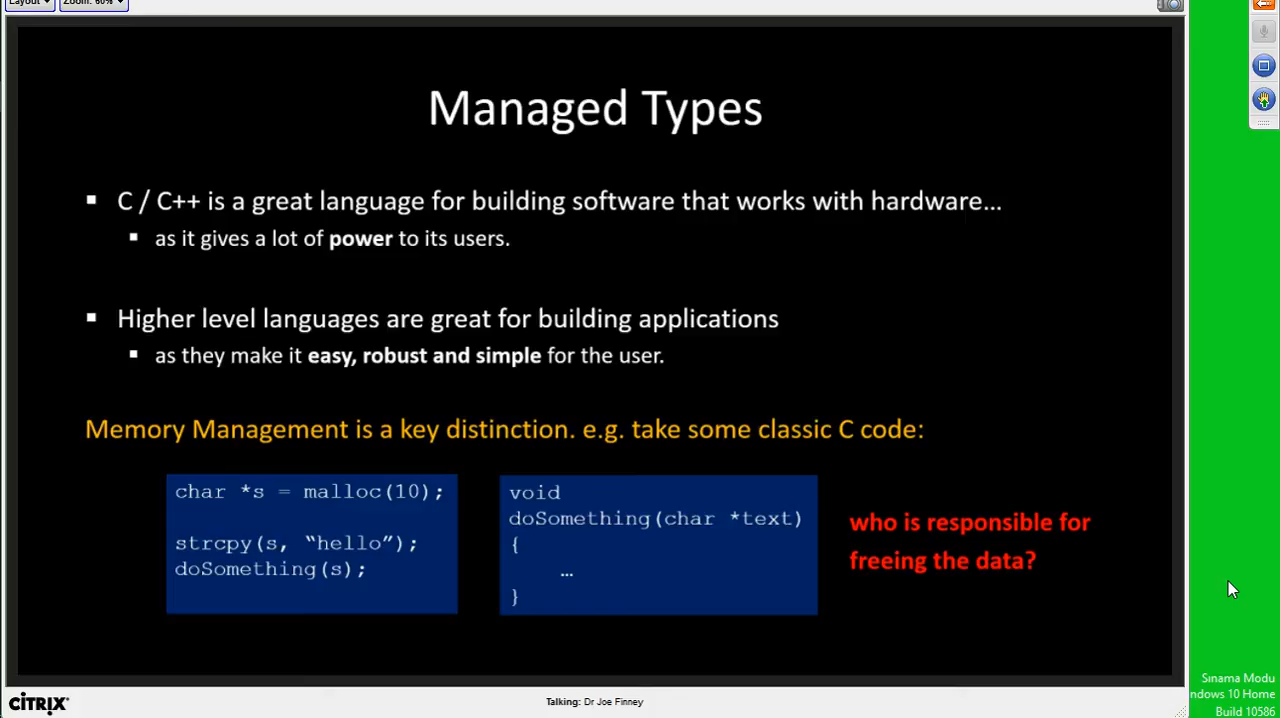 Layout
Zoom: 60%
Managed Types
C / C++ is a great language for building software that works with hardware…
as it gives a lot of power to its users.
Higher level languages are great for building applications
as they make it easy, robust and simple for the user.
Memory Management is a key distinction. e.g. take some classic C code:
char *s = malloc(10);
strcpy(s, “hello”);
doSomething(s);
void
doSomething(char *text)
{
…
}
who is responsible for
freeing the data?
CİTRIX
Talking: Dr Joe Finney
Sınama Modu
ndows 10 Home
Build 10586